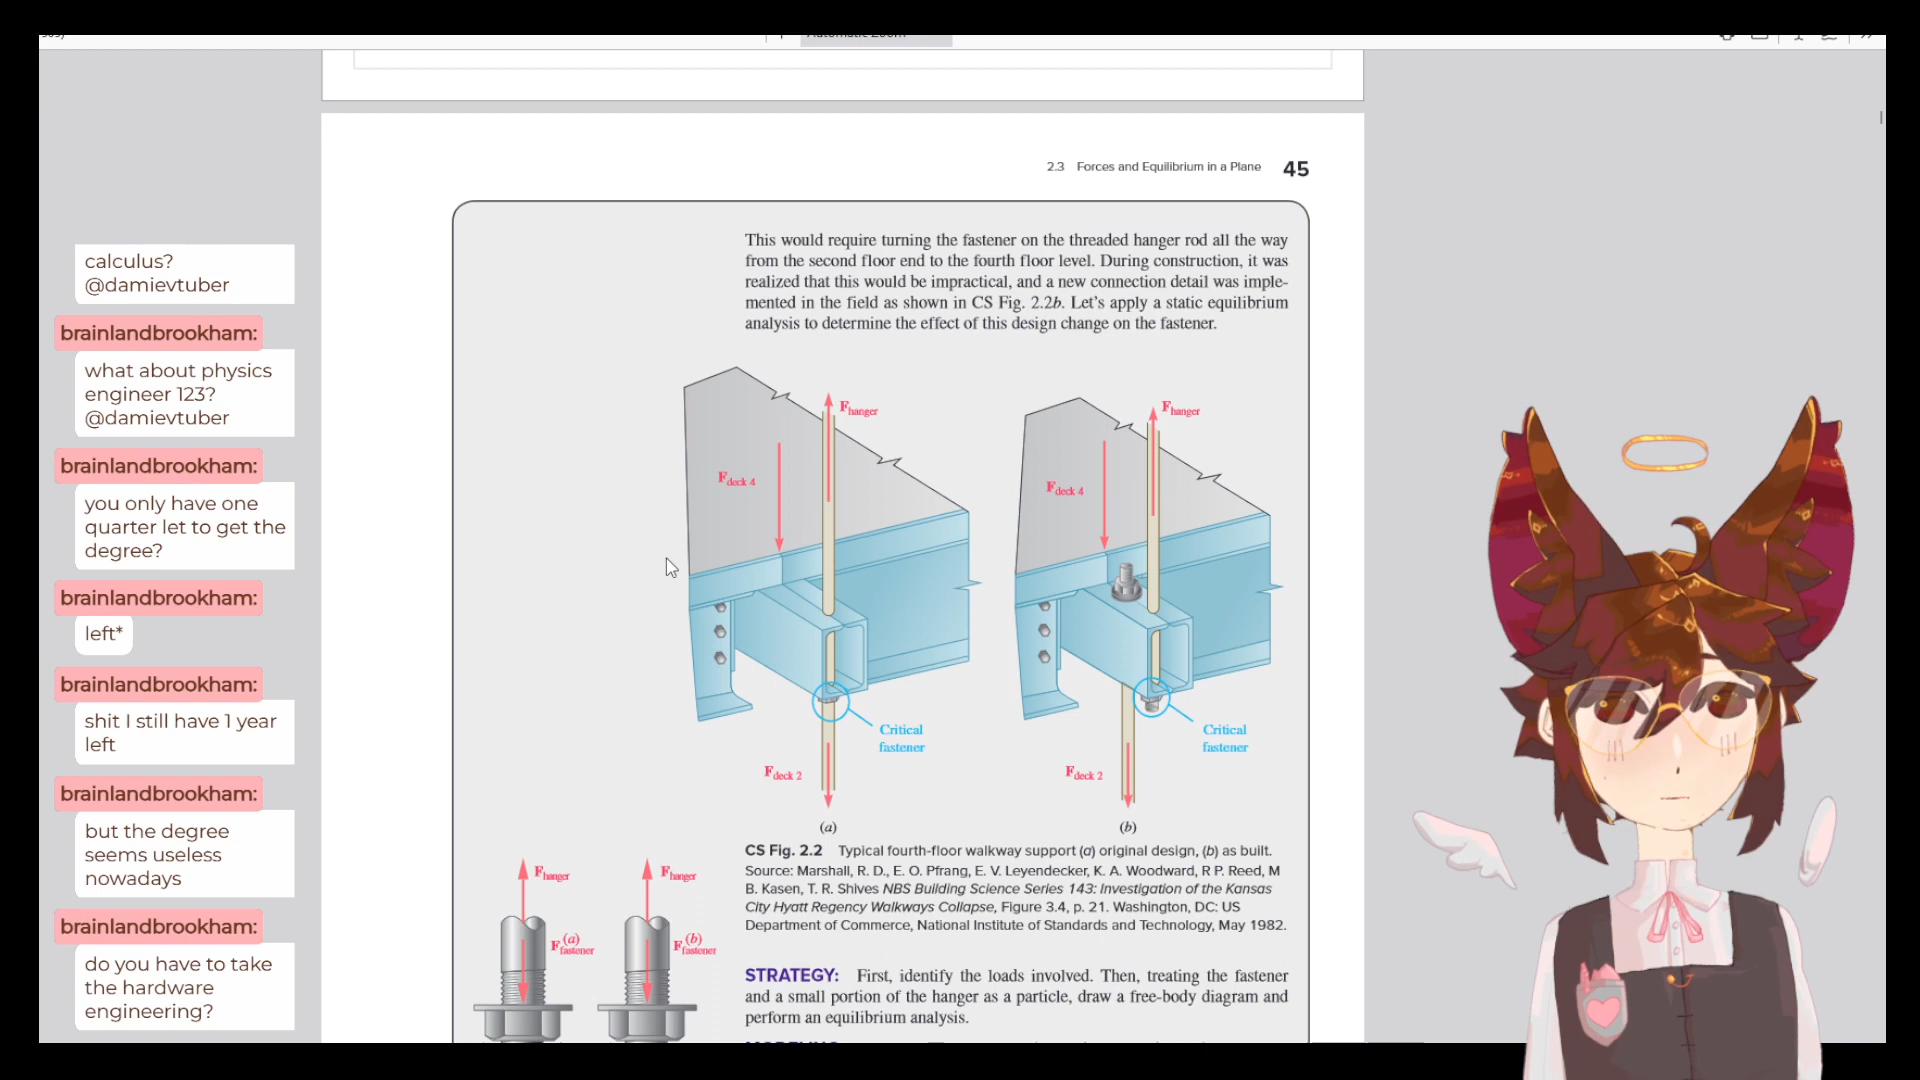 Automatic Zoom
calculus?
@damievtuber
brainlandbrookham:
what about physics
engineer 123?
@damievtuber
brainlandbrookham:
you only have one
quarter let to get the
degree?
brainlandbrookham:
left*
brainlandbrookham:
shit I still have 1 year
left
brainlandbrookham:
but the degree
seems useless
nowadays
brainlandbrookham:
do you have to take
the hardware
engineering?
2.3 Forces and Equilibrium in a Plane 45
This would require turning the fastener on the threaded hanger rod all the way
from the second floor end to the fourth floor level. During construction, it was
realized that this would be impractical, and a new connection detail was imple-
mented in the field as shown in CS Fig. 2.2b. Let's apply a static equilibrium
analysis to determine the effect of this design change on the fastener.
Fhanger
Fdeck 4
Critical
fastener
Fdeck 2
(a)
Fhanger
Fdeck 4
Critical
fastener
Fdeck 2
(b)
CS Fig. 2.2 Typical fourth-floor walkway support (a) original design, (b) as built.
Source: Marshall, R. D., E. O. Pfrang, E. V. Leyendecker, K. A. Woodward, R P. Reed, M
B. Kasen, T. R. Shives NBS Building Science Series 143: Investigation of the Kansas
City Hyatt Regency Walkways Collapse, Figure 3.4, p. 21. Washington, DC: US
Department of Commerce, National Institute of Standards and Technology, May 1982.
Fhanger
F(a)fastener
Fhanger
F(b)fastener
STRATEGY: First, identify the loads involved. Then, treating the fastener
and a small portion of the hanger as a particle, draw a free-body diagram and
perform an equilibrium analysis.